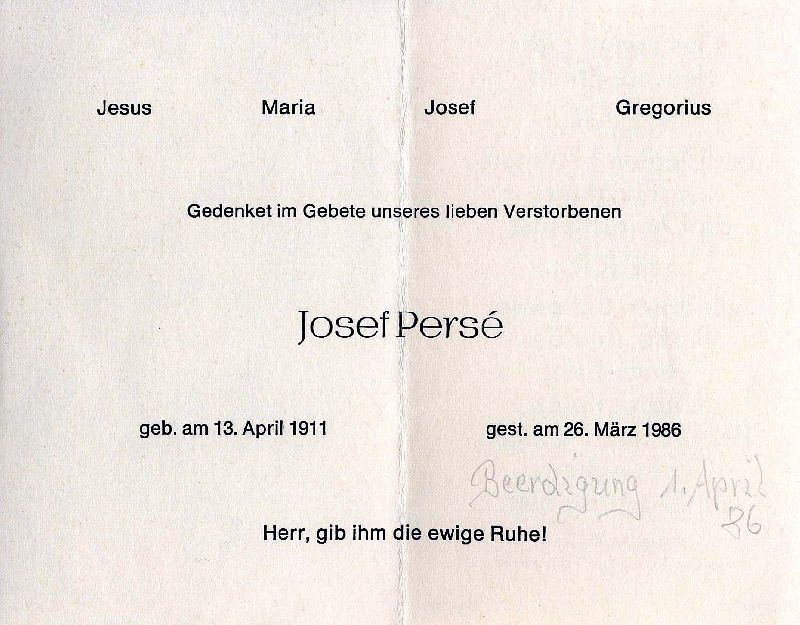 Jesus Maria Josef Gregorius
Gedenket im Gebete unseres lieben Verstorbenen
Josef Persé
geb. am 13. April 1911 gest. am 26. März 1986
Beerdigung 1. April
86
Herr, gib ihm die ewige Ruhe!